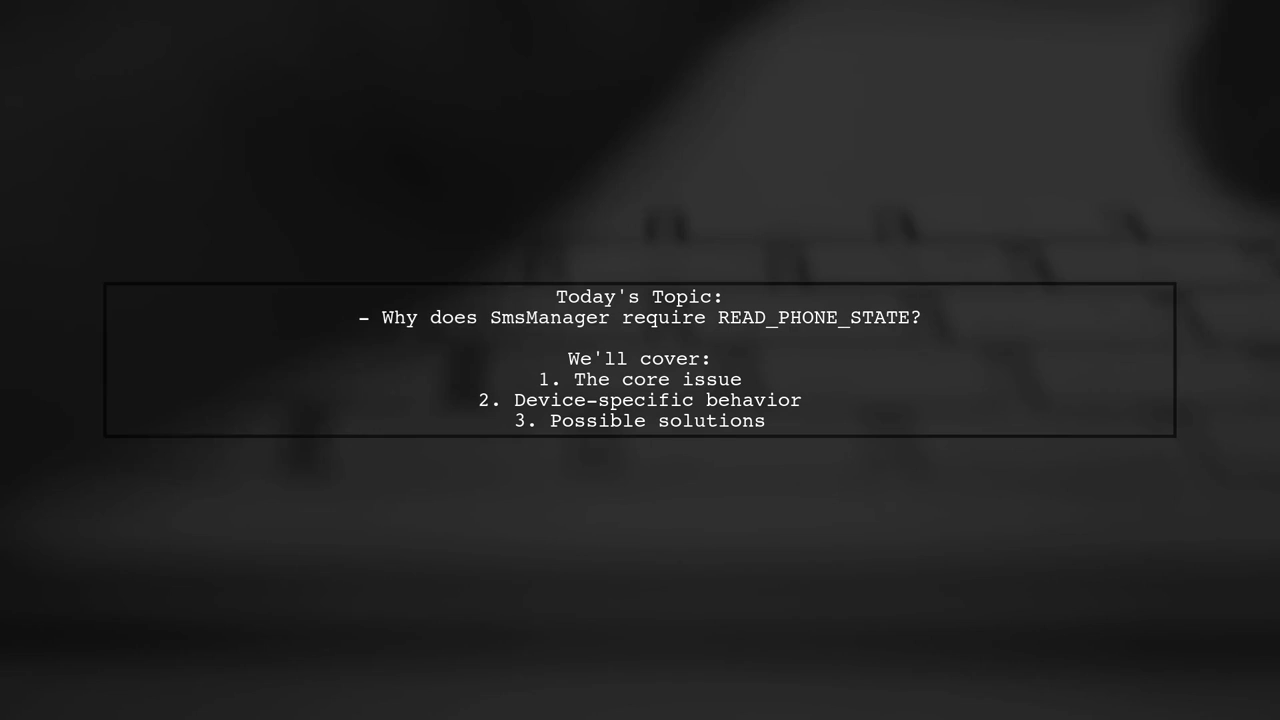 Today's Topic:
- Why does SmsManager require READ_PHONE_STATE?
We'll cover:
1. The core issue
2. Device-specific behavior
3. Possible solutions